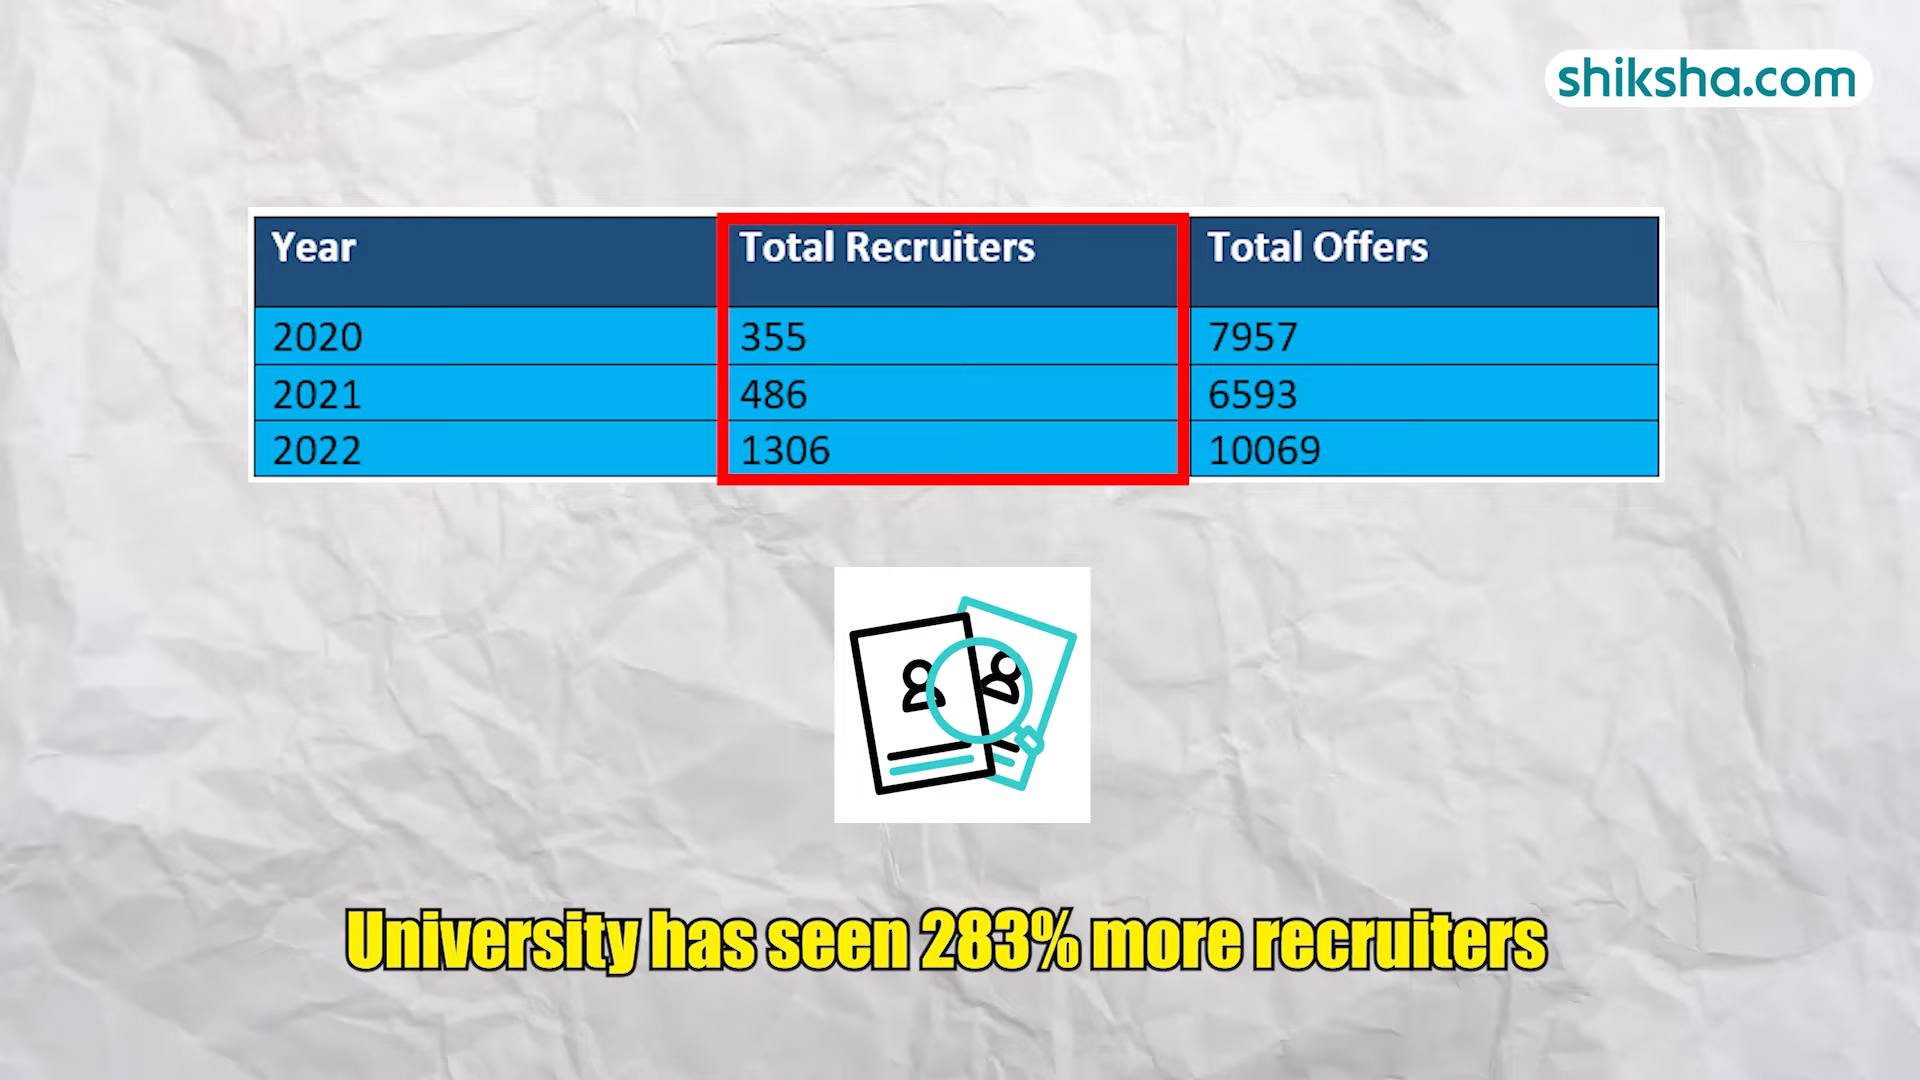 shiksha.com
Year Total Recruiters Total Offers
2020 355 7957
2021 486 6593
2022 1306 10069
University has seen 283% more recruiters